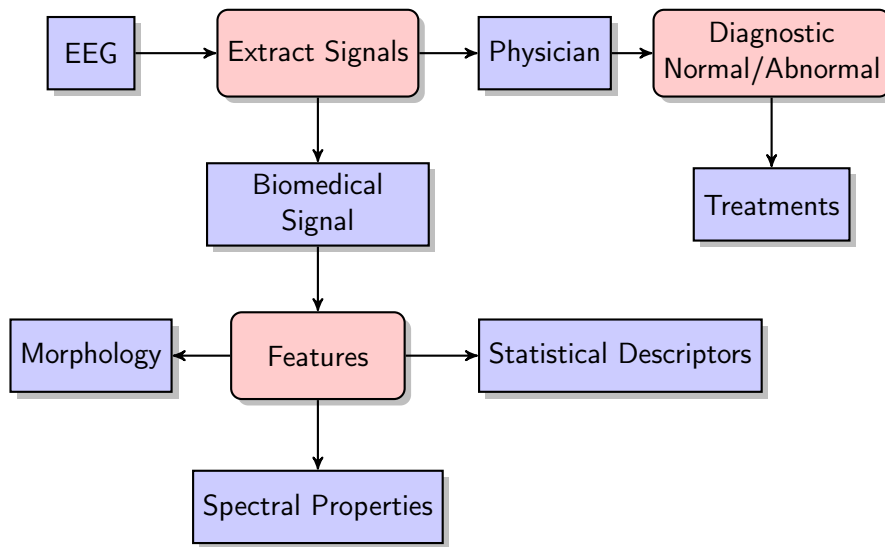 EEG
Extract Signals
Physician
Diagnostic
Normal/Abnormal
Biomedical
Signal
Treatments
Morphology
Features
Statistical Descriptors
Spectral Properties